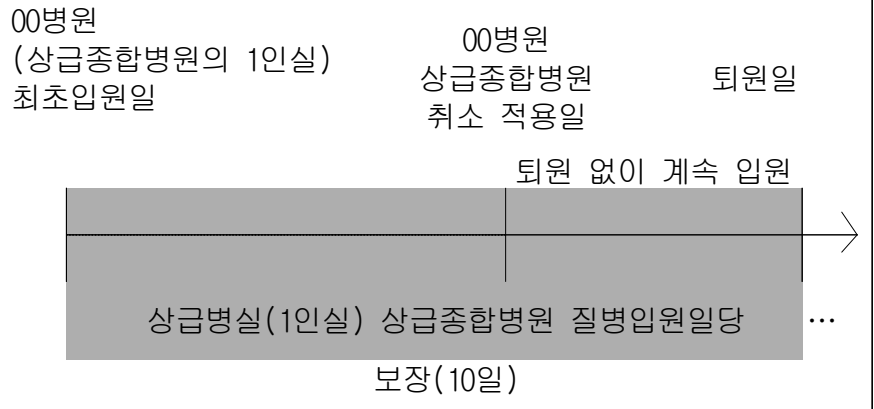 00병원
(상급종합병원의 1인실)
최초입원일
00병원
상급종합병원
취소 적용일
퇴원일
퇴원 없이 계속 입원
상급병실(1인실) 상급종합병원 질병입원일당
…
보장(10일)